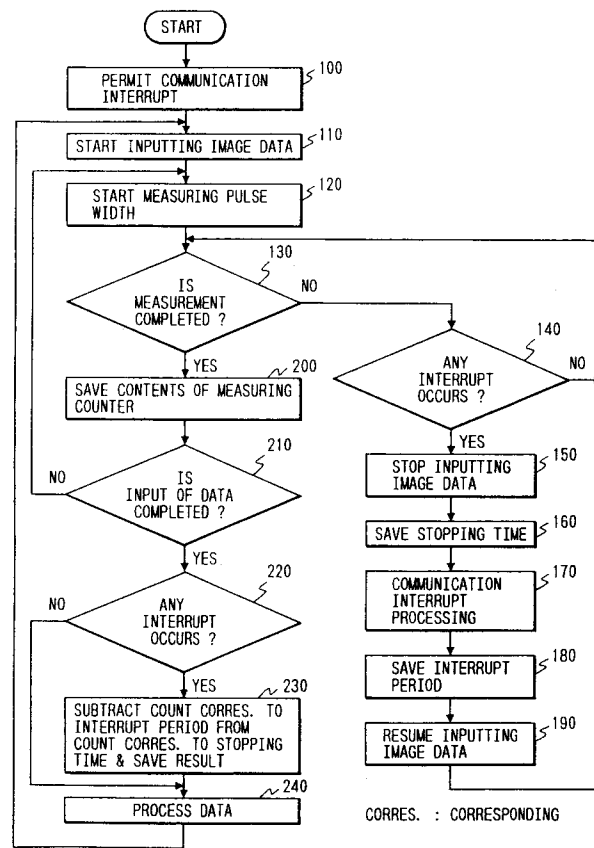 START
100
PERMIT COMMUNICATION
INTERRUPT
110
START INPUTTING IMAGE DATA
120
START MEASURING PULSE
WIDTH
130
IS
MEASUREMENT
COMPLETED ?
NO
YES
140
ANY
INTERRUPT
OCCURS ?
NO
YES
150
STOP INPUTTING
IMAGE DATA
160
SAVE STOPPING TIME
170
COMMUNICATION
INTERRUPT
PROCESSING
180
SAVE INTERRUPT
PERIOD
190
RESUME INPUTTING
IMAGE DATA
200
SAVE CONTENTS OF MEASURING
COUNTER
210
IS
INPUT OF DATA
COMPLETED ?
NO
YES
220
ANY
INTERRUPT
OCCURS ?
NO
YES
230
SUBTRACT COUNT CORRES. TO
INTERRUPT PERIOD FROM
COUNT CORRES. TO STOPPING
TIME & SAVE RESULT
240
PROCESS DATA
CORRES. : CORRESPONDING